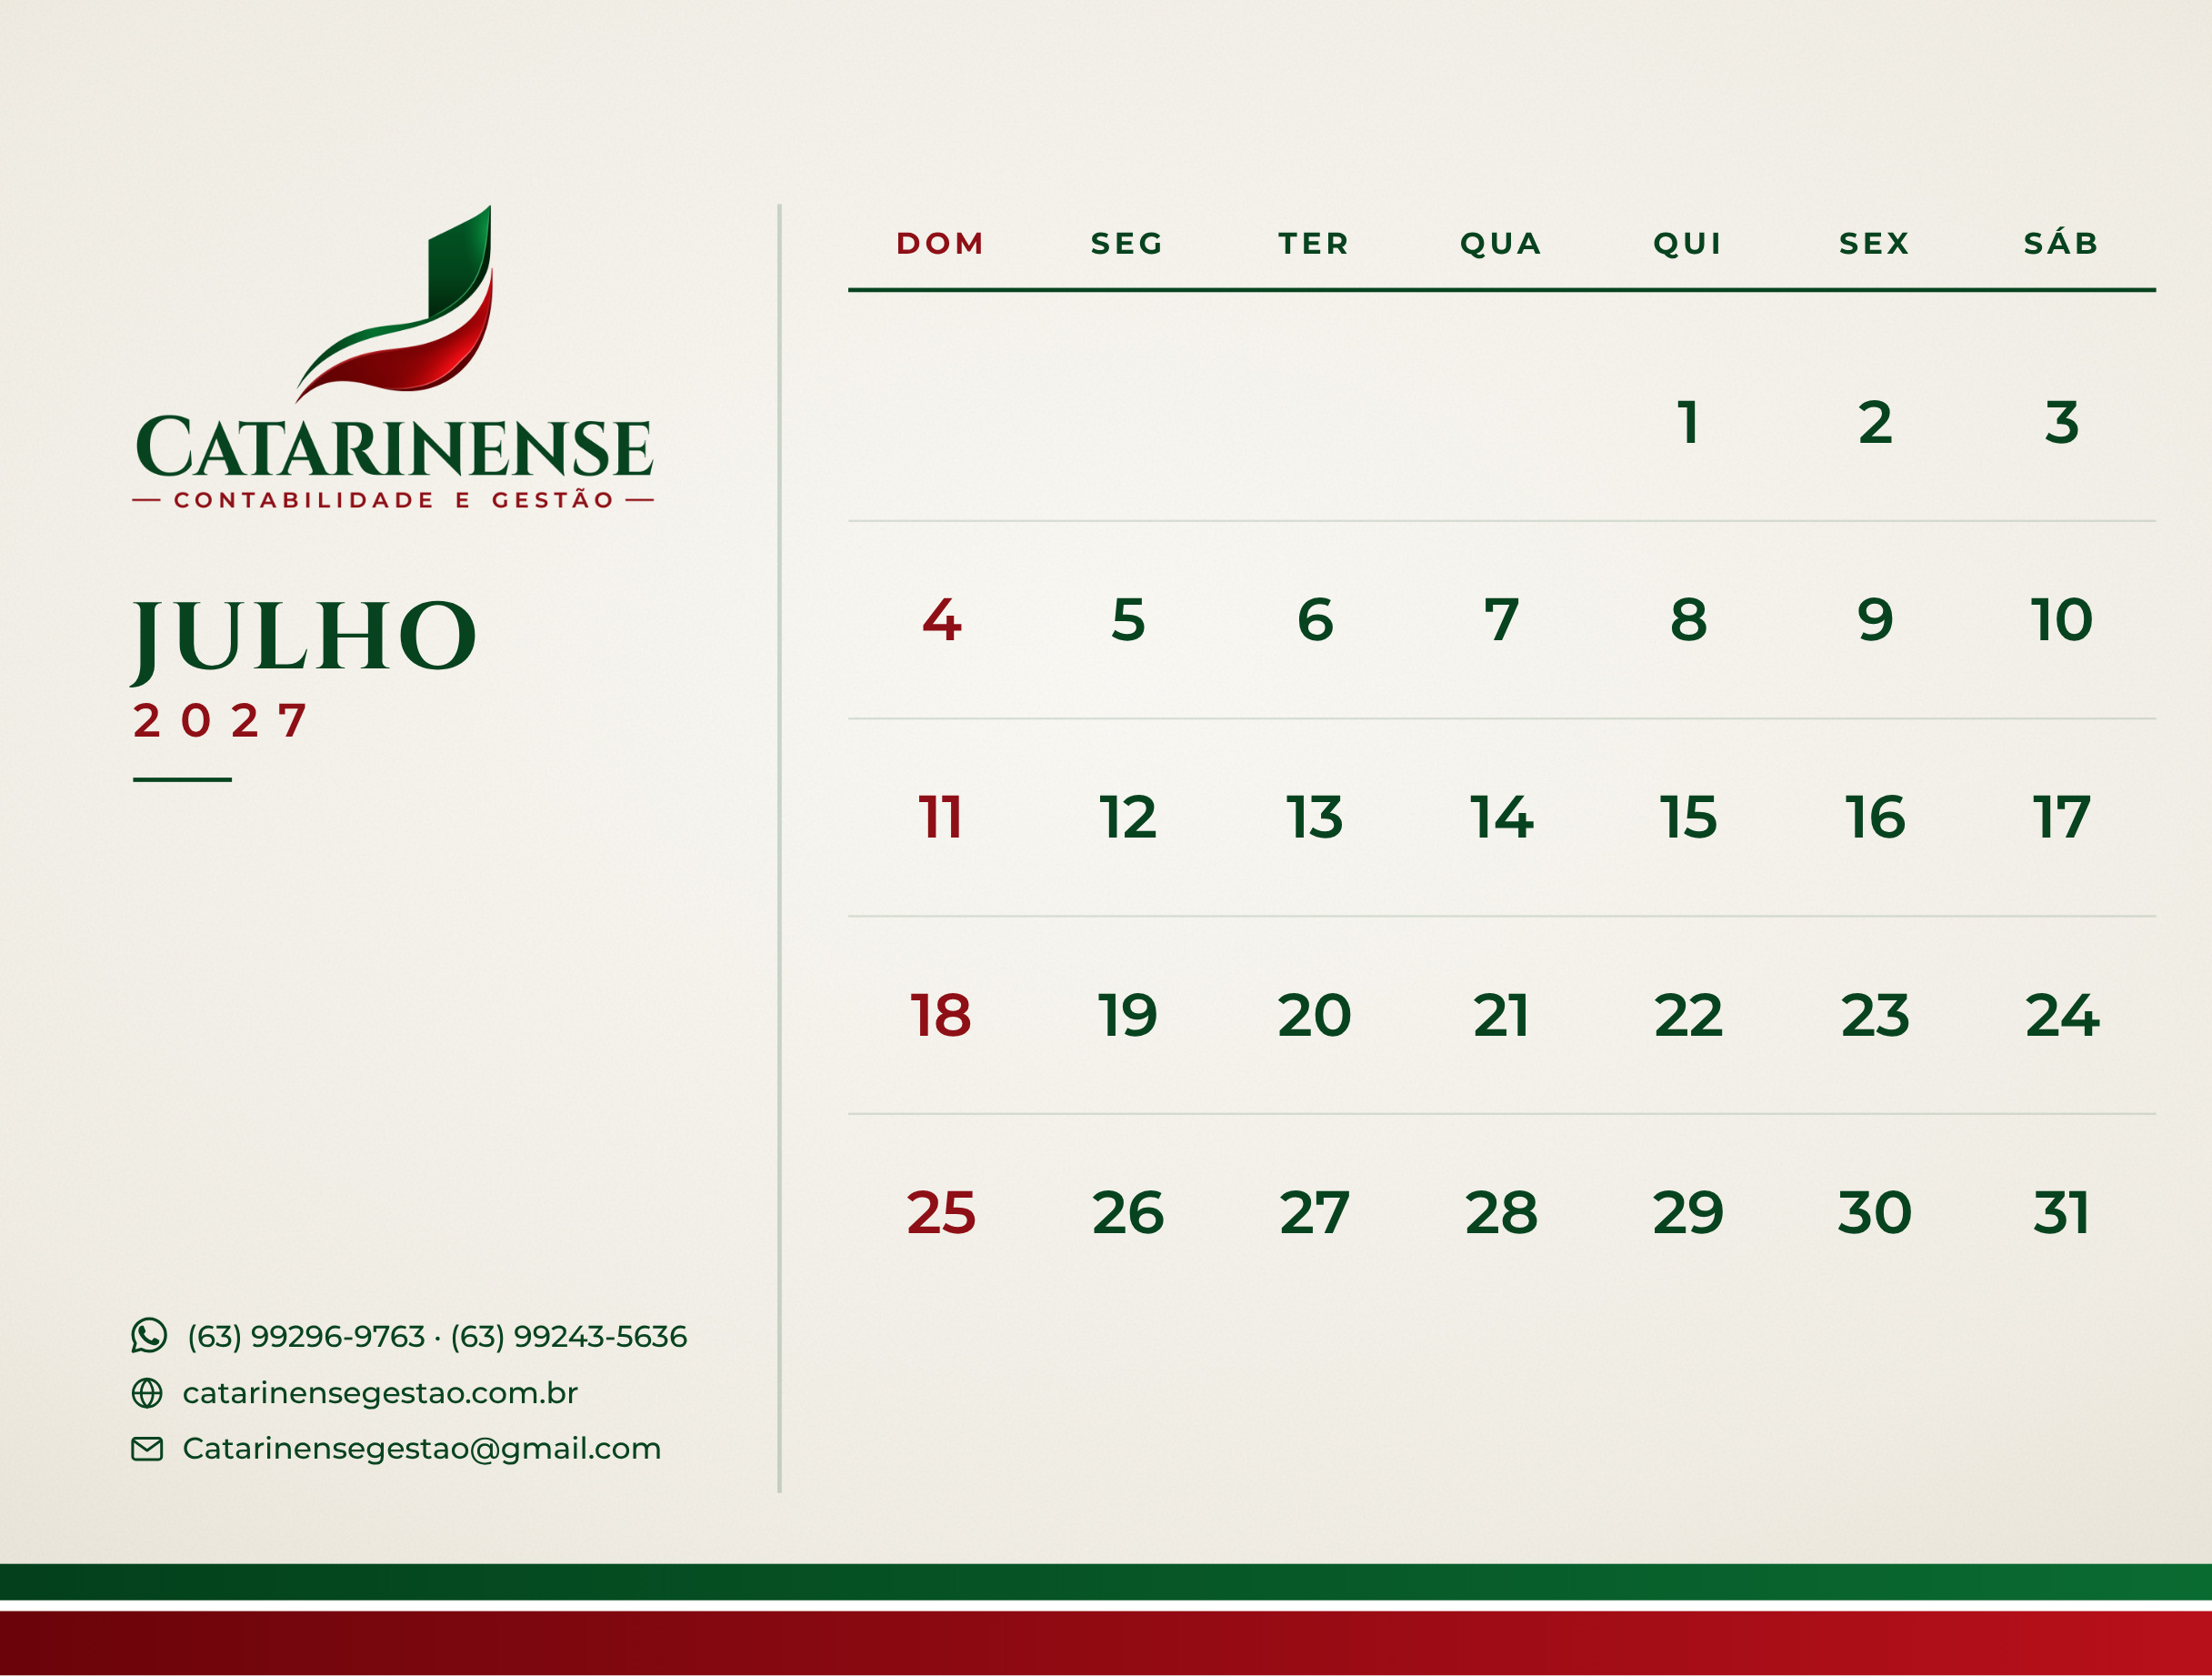 CATARINENSE
CONTABILIDADE E GESTÃO
JULHO
2027
(63) 99296-9763 · (63) 99243-5636
catarinensegestao.com.br
Catarinensegestao@gmail.com
DOM SEG TER QUA QUI SEX SÁB
1 2 3
4 5 6 7 8 9 10
11 12 13 14 15 16 17
18 19 20 21 22 23 24
25 26 27 28 29 30 31